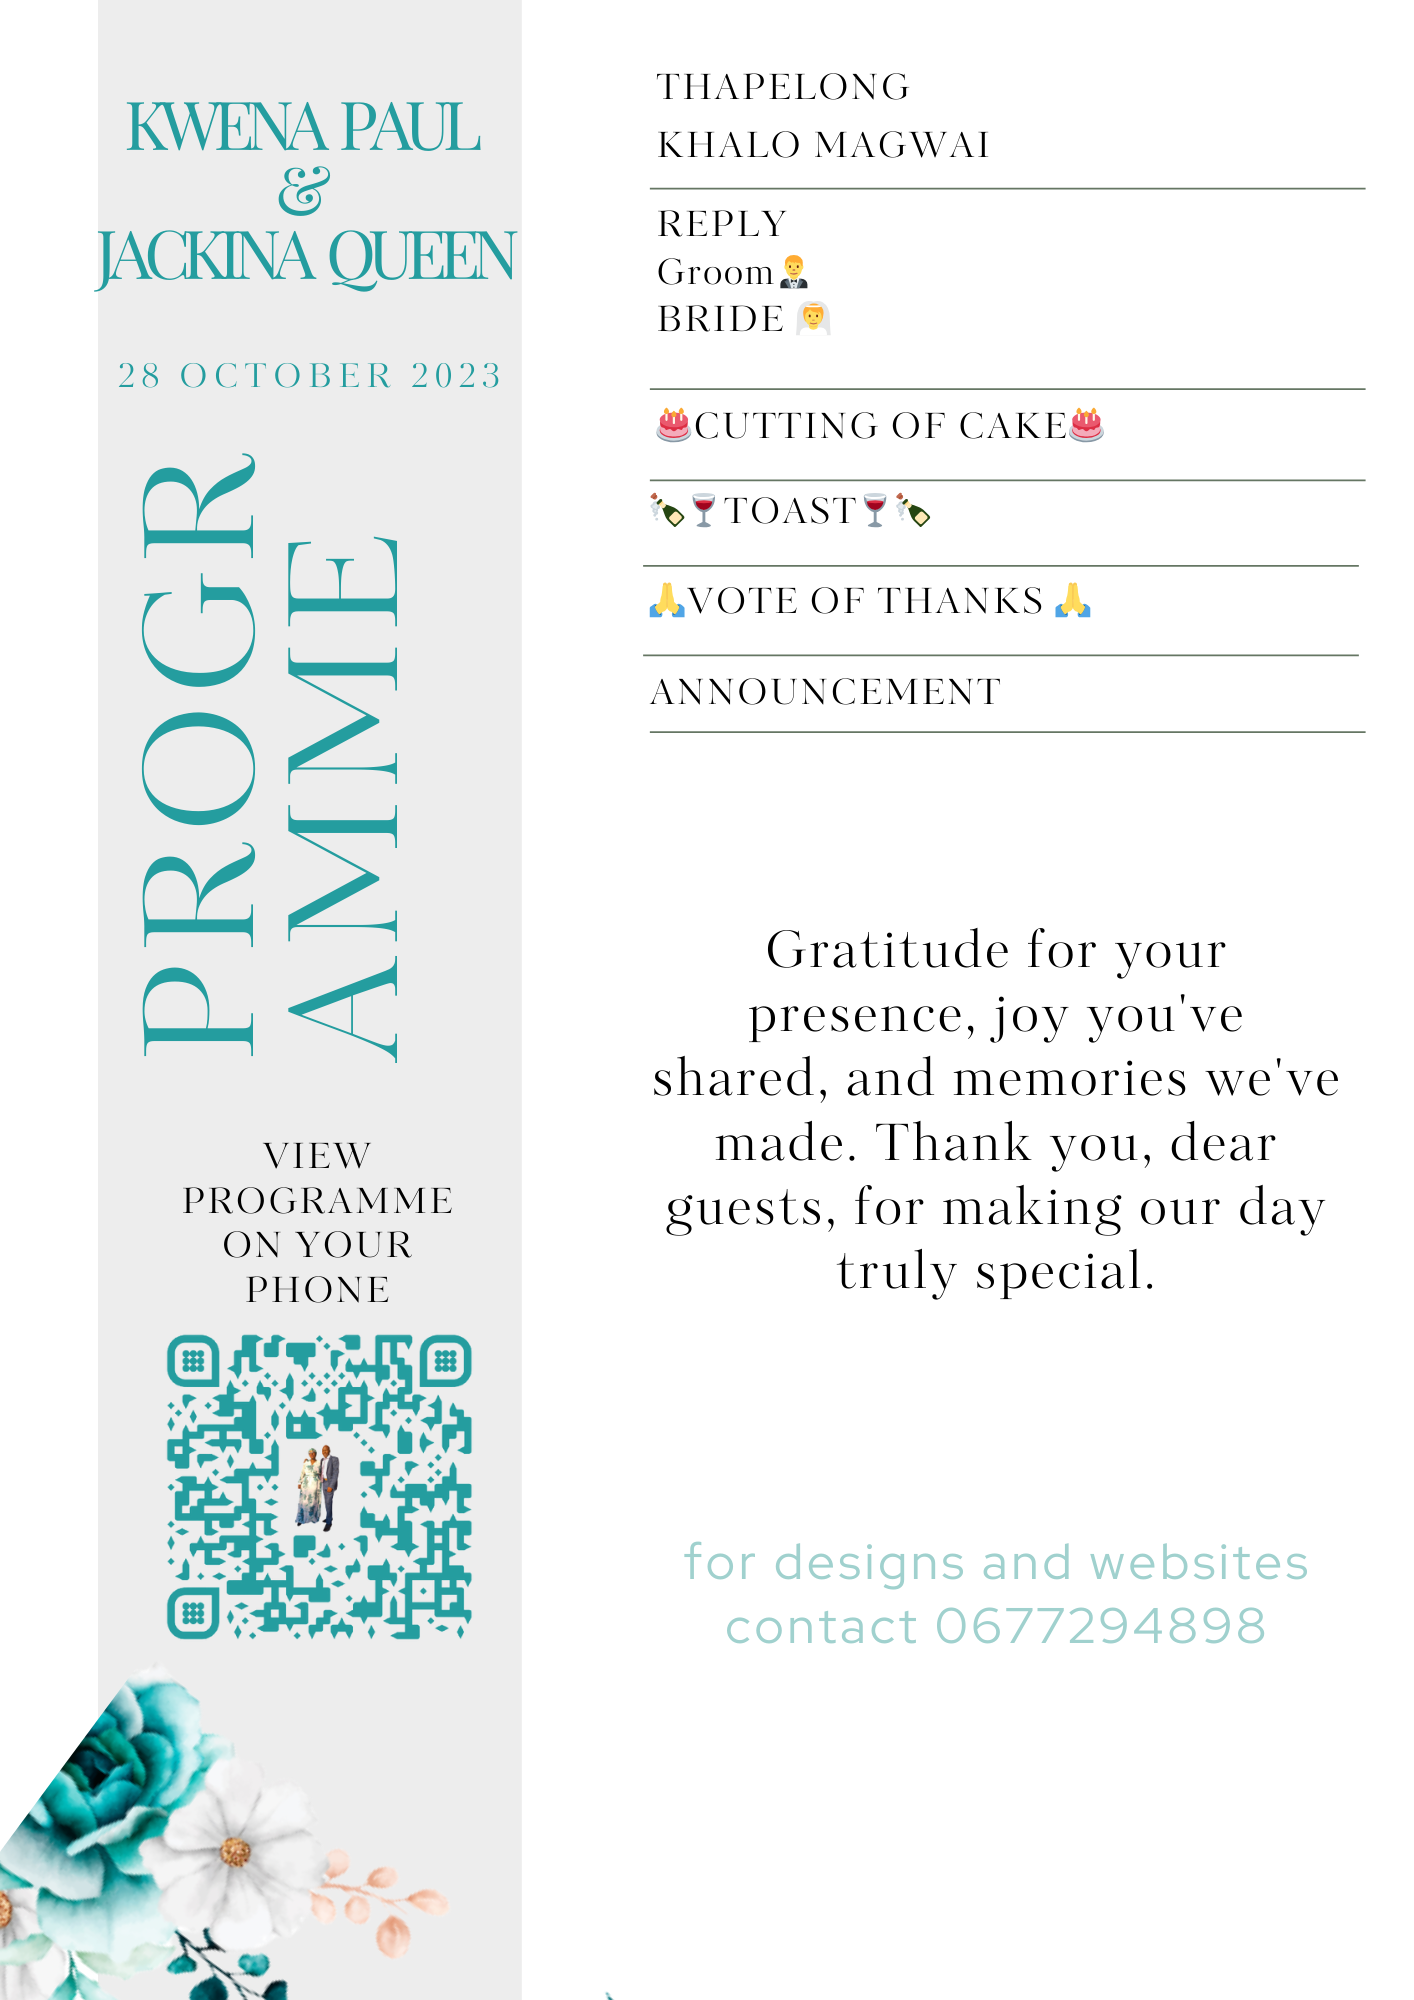 KWENA PAUL
&
JACKINA QUEEN
28 OCTOBER 2023
PROGR
AMME
VIEW
PROGRAMME
ON YOUR
PHONE
THAPELONG
KHALO MAGWAI
REPLY
Groom🤵‍♂️
BRIDE 👰
🎂CUTTING OF CAKE🎂
🍾🍷TOAST🍷🍾
🙏VOTE OF THANKS 🙏
ANNOUNCEMENT
Gratitude for your
presence, joy you've
shared, and memories we've
made. Thank you, dear
guests, for making our day
truly special.
for designs and websites
contact 0677294898